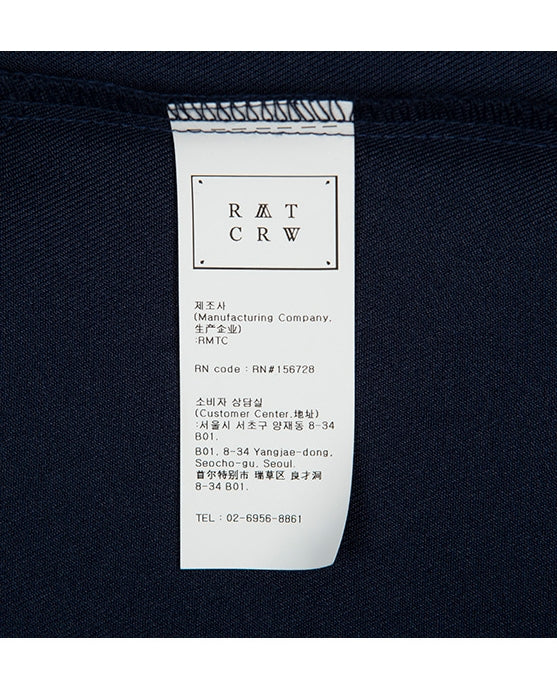 R M T
C R W
제조사
(Manufacturing Company,
生产企业)
:RMTC
RN code : RN#156728
소비자 상담실
(Customer Center,地址)
:서울시 서초구 양재동 8-34
B01.
B01, 8-34 Yangjae-dong,
Seocho-gu, Seoul.
首尔特别市 瑞草区 良才洞
8-34 B01.
TEL : 02-6956-8861